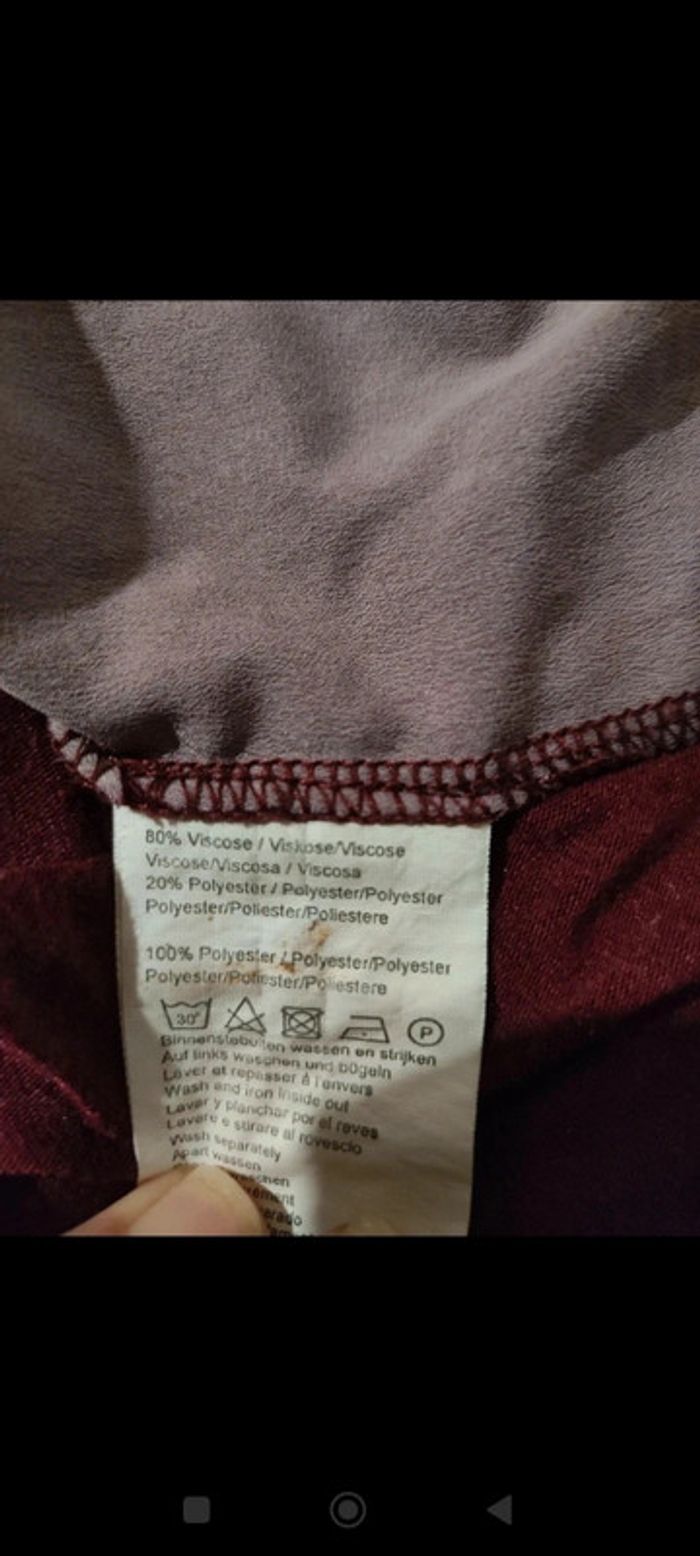 80% Viscose / Viskose/Viscose
Viscose/Viscosa / Viscosa
20% Polyester / Polyester/Polyester
Polyester/Poliester/Poliestere
100% Polyester / Polyester/Polyester
Polyester/Poliester/Poliestere
30°
P
Binnenstebuiten wassen en strijken
Auf links waschen und bügeln
Laver et repasser à l'envers
Wash and iron inside out
Lavar y planchar por el reves
Lavare e stirare al rovescio
Wash separately
Apart wassen